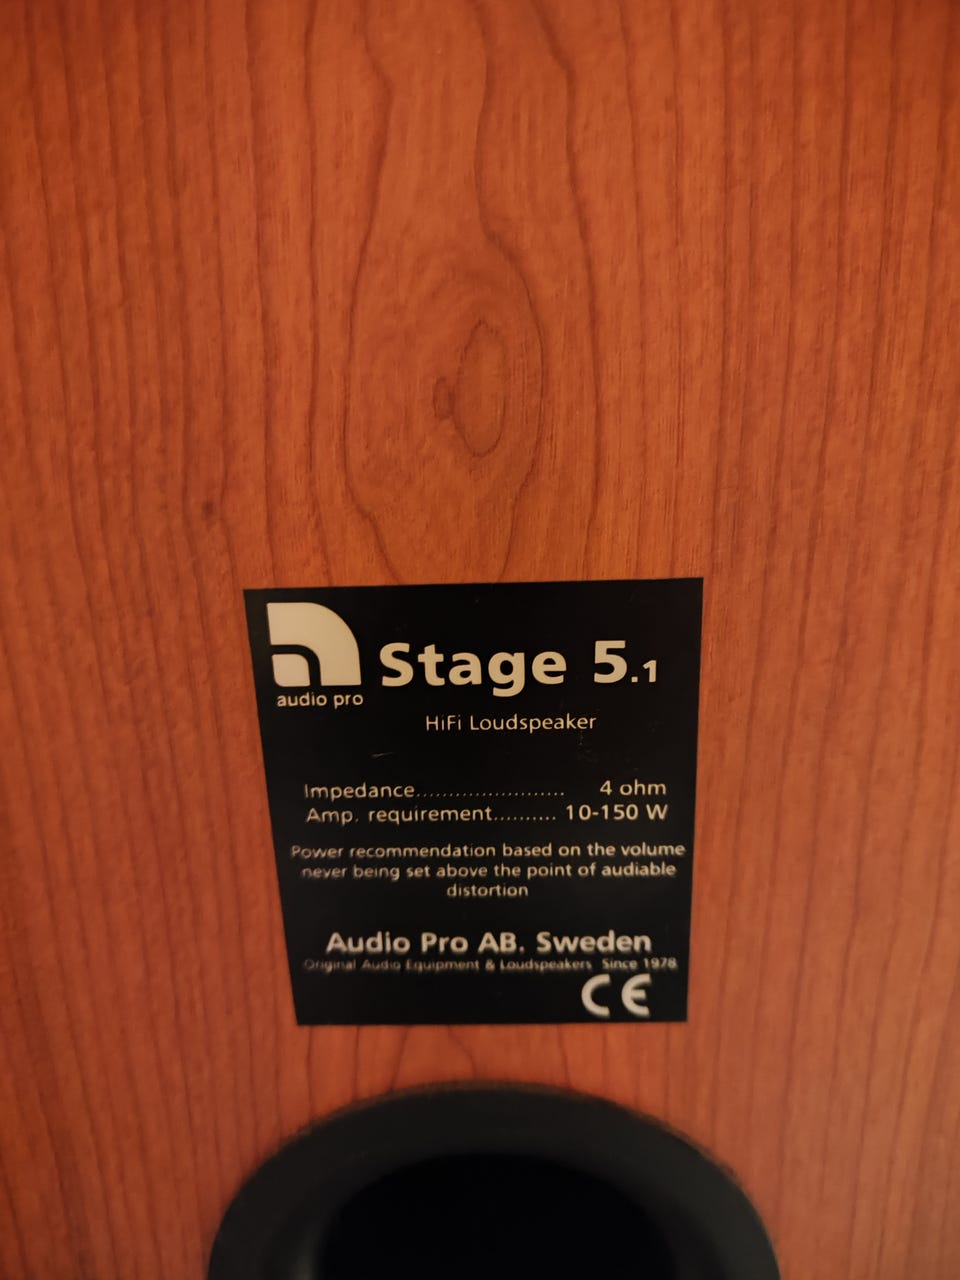 audio pro
Stage 5.1
HiFi Loudspeaker
Impedance....................... 4 ohm
Amp. requirement.......... 10-150 W
Power recommendation based on the volume
never being set above the point of audiable
distortion
Audio Pro AB. Sweden
Original Audio Equipment & Loudspeakers Since 1978
CE